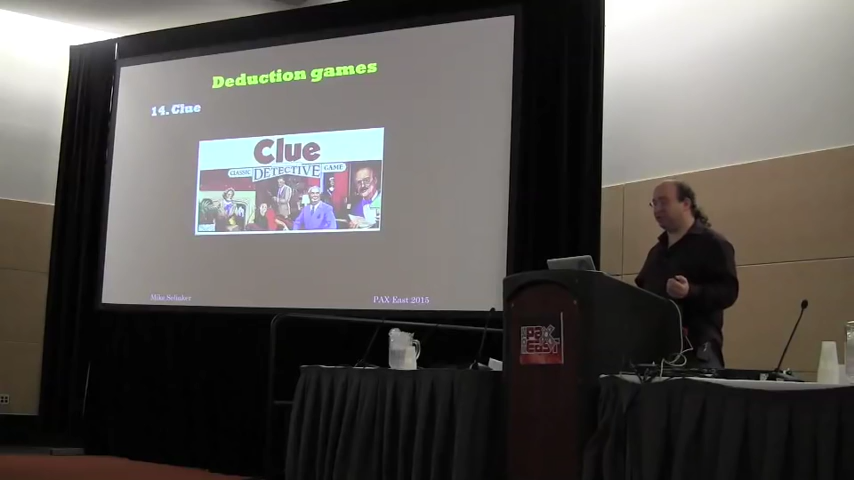 Deduction games
14. Clue
Clue
CLASSIC DETECTIVE GAME
Mike Selinker
PAX East 2015
pax
EAST